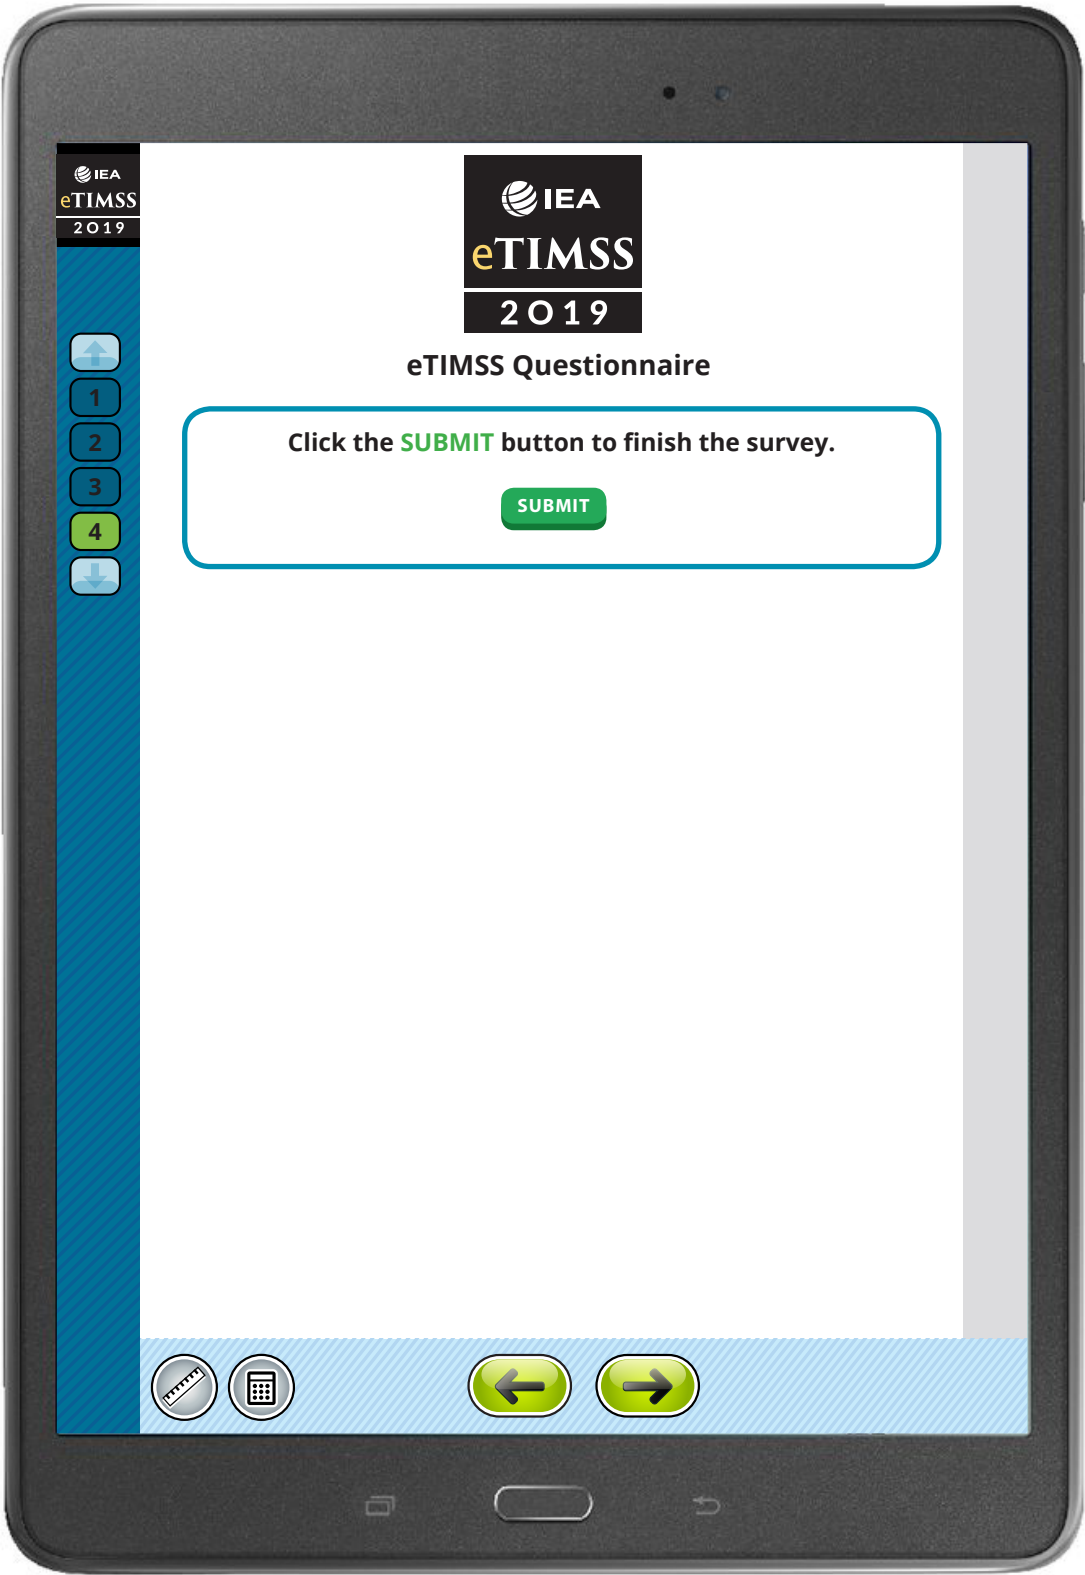 IEA
eTIMSS
2019
IEA
eTIMSS
2019
eTIMSS Questionnaire
Click the SUBMIT button to finish the survey.
SUBMIT
1
2
3
4